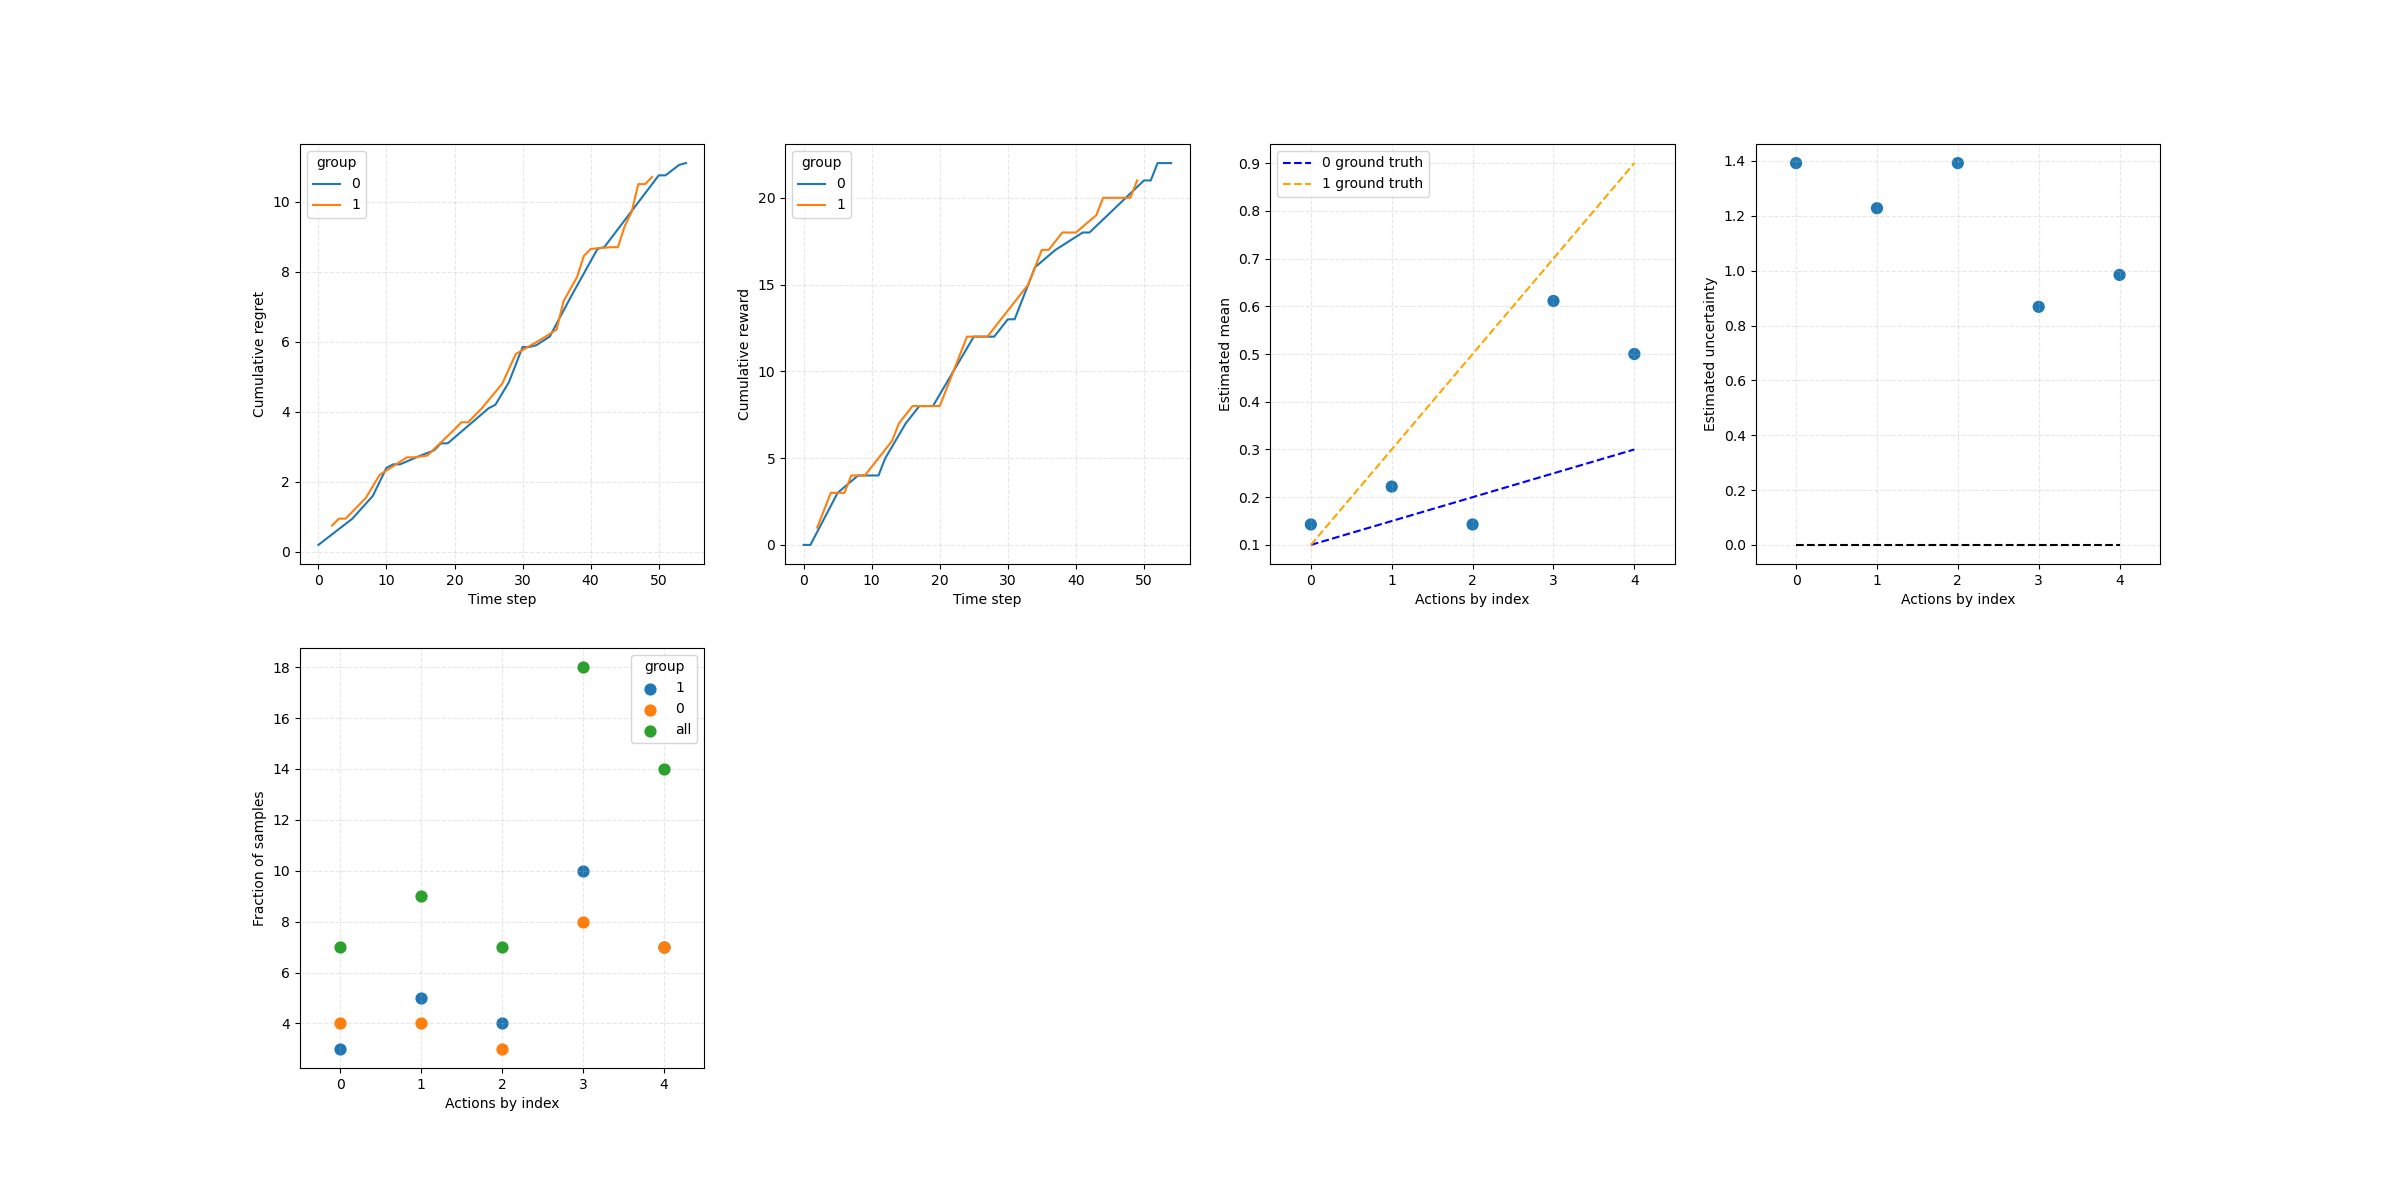 group
0
1
10
8
6
4
2
0
0 10 20 30 40 50
Time step
Cumulative regret
group
0
1
20
15
10
5
0
0 10 20 30 40 50
Time step
Cumulative reward
0 ground truth
1 ground truth
0.9
0.8
0.7
0.6
0.5
0.4
0.3
0.2
0.1
0 1 2 3 4
Actions by index
Estimated mean
1.4
1.2
1.0
0.8
0.6
0.4
0.2
0.0
0 1 2 3 4
Actions by index
Estimated uncertainty
group
1
0
all
18
16
14
12
10
8
6
4
0 1 2 3 4
Actions by index
Fraction of samples